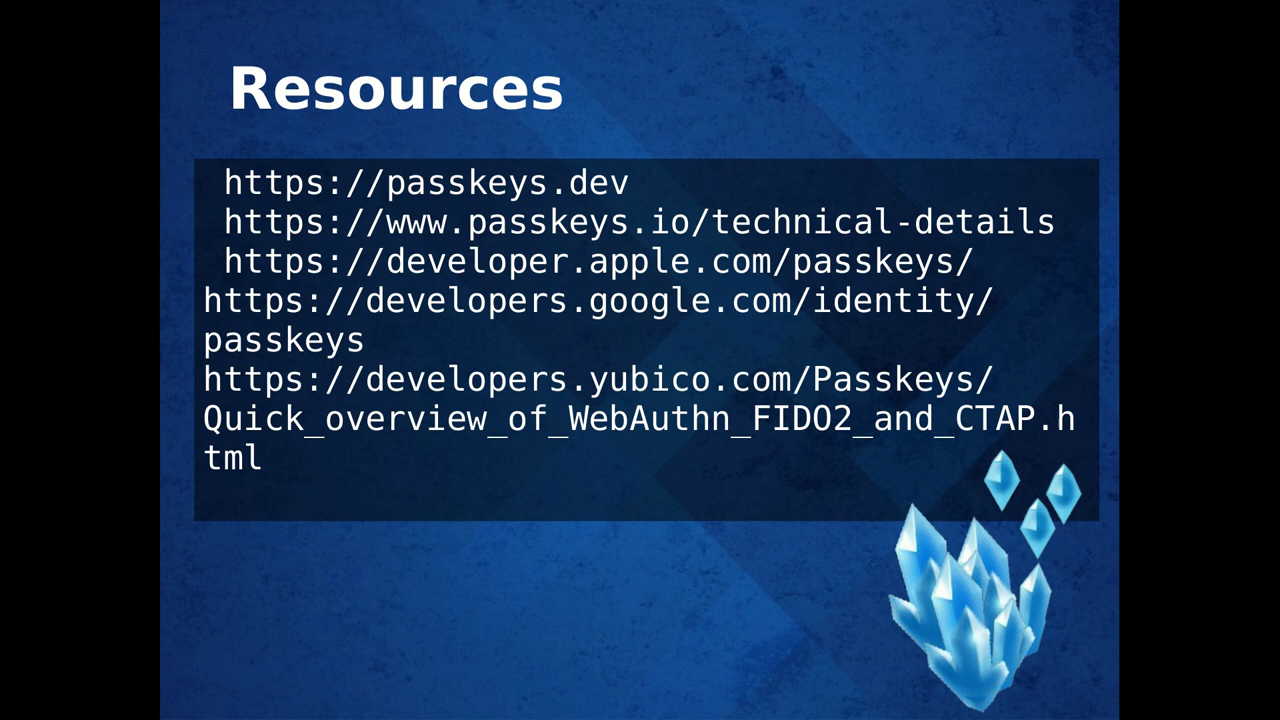 Resources
https://passkeys.dev
https://www.passkeys.io/technical-details
https://developer.apple.com/passkeys/
https://developers.google.com/identity/
passkeys
https://developers.yubico.com/Passkeys/
Quick_overview_of_WebAuthn_FIDO2_and_CTAP.h
tml